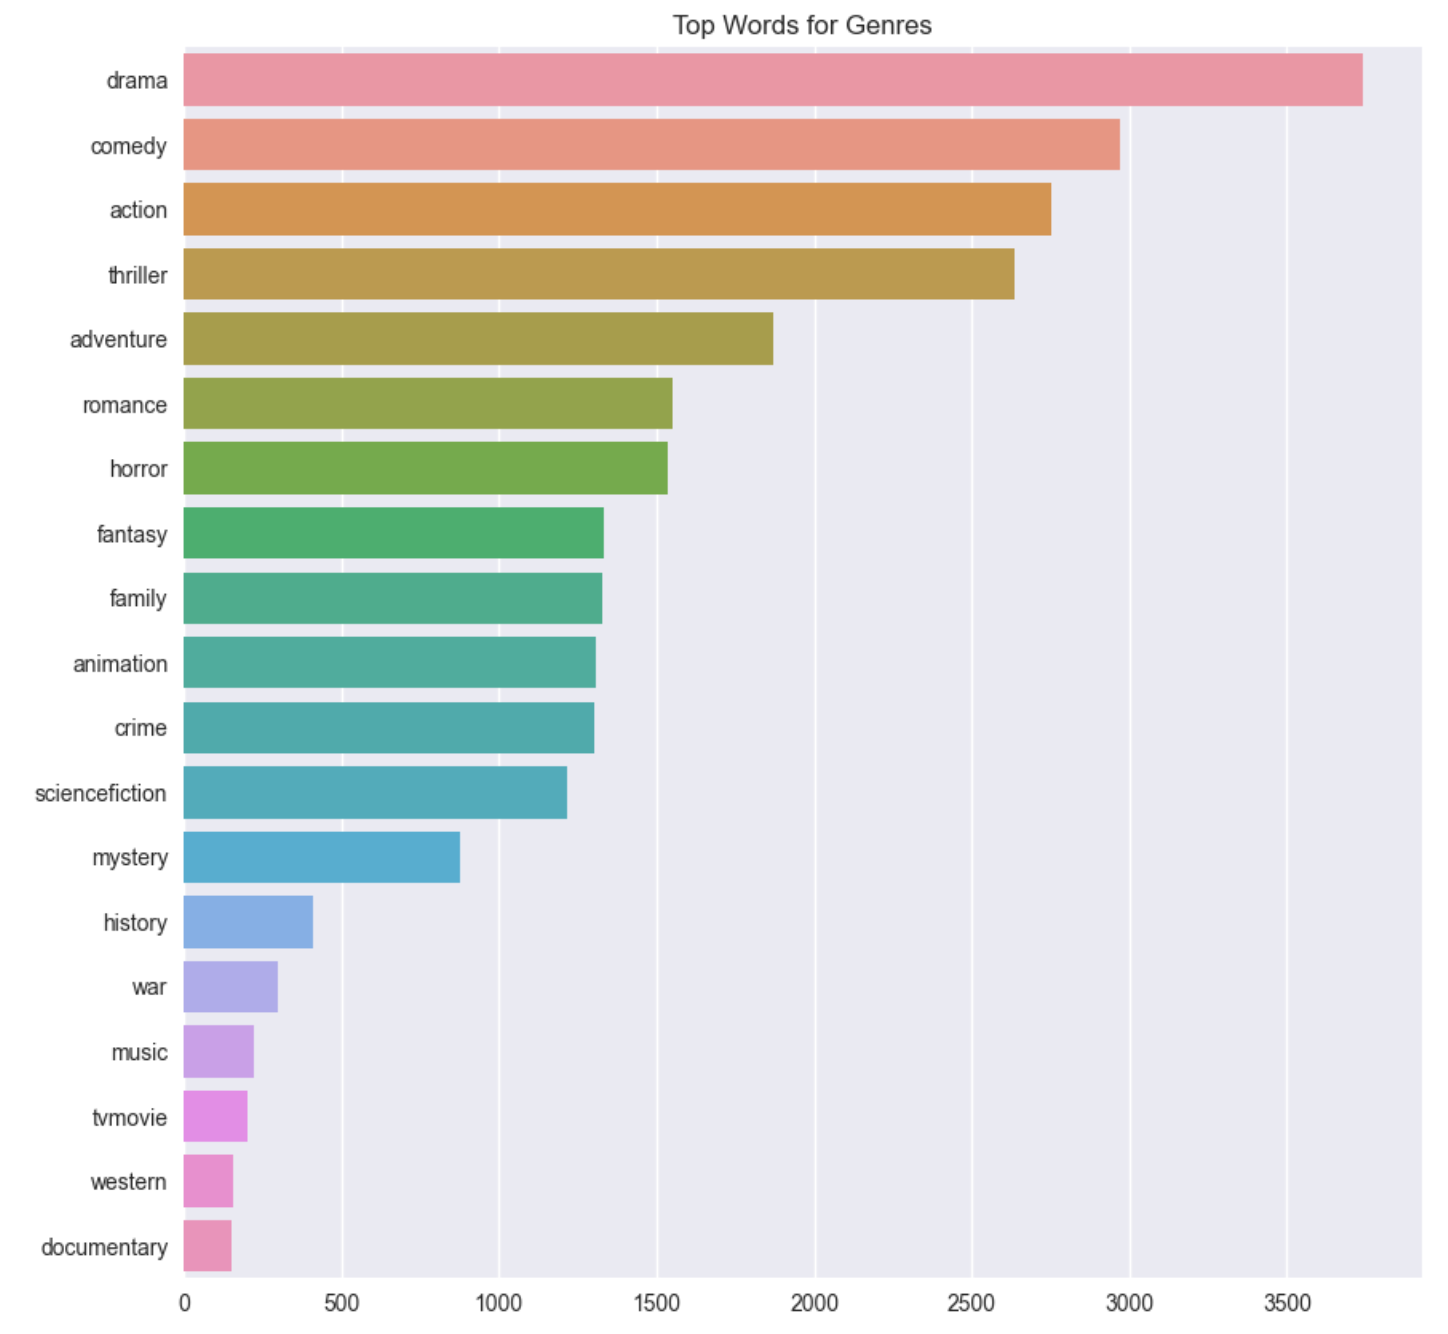 Top Words for Genres
drama
comedy
action
thriller
adventure
romance
horror
fantasy
family
animation
crime
sciencefiction
mystery
history
war
music
tvmovie
western
documentary
0 500 1000 1500 2000 2500 3000 3500